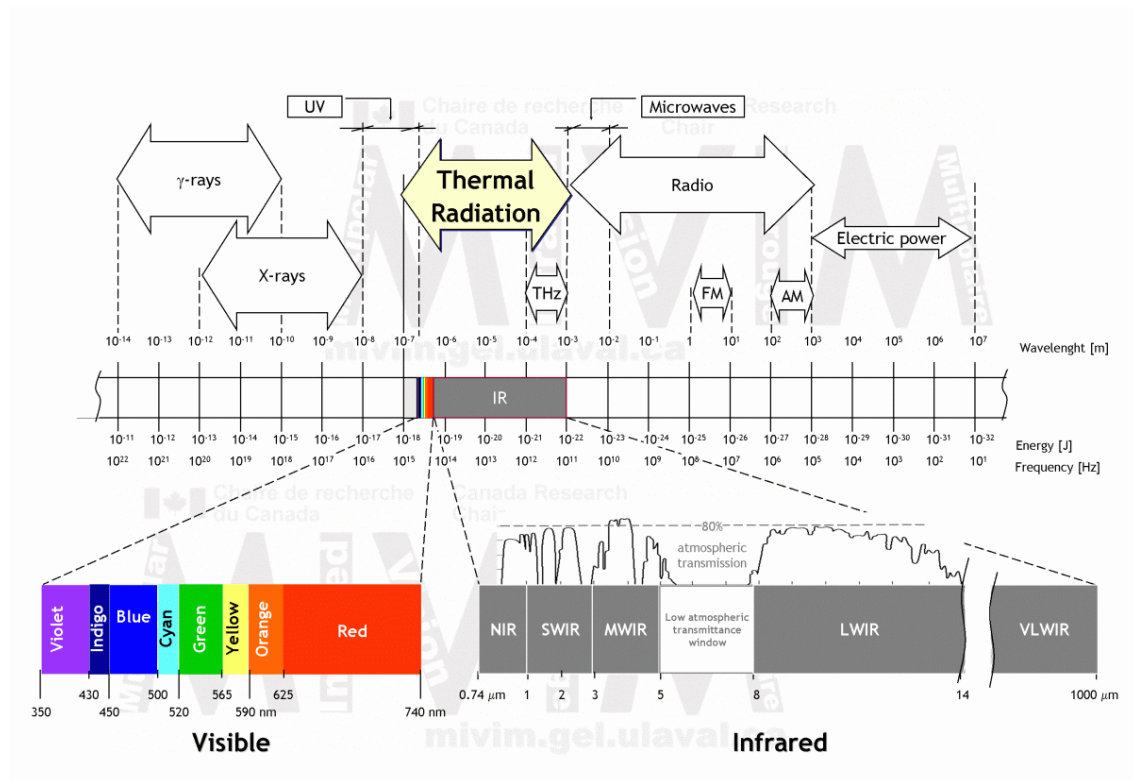 Chaire de recherche
du Canada
Research
Chair
UV
Microwaves
γ-rays
X-rays
Thermal
Radiation
Radio
Electric power
THz
FM
AM
Multipolar
Multipolaire
mivim.gel.ulaval.ca
10⁻¹⁴ 10⁻¹³ 10⁻¹² 10⁻¹¹ 10⁻¹⁰ 10⁻⁹ 10⁻⁸ 10⁻⁷ 10⁻⁶ 10⁻⁵ 10⁻⁴ 10⁻³ 10⁻² 10⁻¹ 1 10¹ 10² 10³ 10⁴ 10⁵ 10⁶ 10⁷
Wavelenght [m]
IR
10⁻¹¹ 10⁻¹² 10⁻¹³ 10⁻¹⁴ 10⁻¹⁵ 10⁻¹⁶ 10⁻¹⁷ 10⁻¹⁸ 10⁻¹⁹ 10⁻²⁰ 10⁻²¹ 10⁻²² 10⁻²³ 10⁻²⁴ 10⁻²⁵ 10⁻²⁶ 10⁻²⁷ 10⁻²⁸ 10⁻²⁹ 10⁻³⁰ 10⁻³¹ 10⁻³²
Energy [J]
10²² 10²¹ 10²⁰ 10¹⁹ 10¹⁸ 10¹⁷ 10¹⁶ 10¹⁵ 10¹⁴ 10¹³ 10¹² 10¹¹ 10¹⁰ 10⁹ 10⁸ 10⁷ 10⁶ 10⁵ 10⁴ 10³ 10² 10¹
Frequency [Hz]
Chaire de recherche
du Canada
Canada Research
80%
atmospheric
transmission
Violet
Indigo
Blue
Cyan
Green
Yellow
Orange
Red
NIR
SWIR
MWIR
Low atmospheric
transmittance
window
LWIR
VLWIR
430 500 565 625
350 450 520 590 nm 740 nm
0.74 μm 1 2 3 5 8 14 1000 μm
Visible
Infrared
mivim.gel.ulaval.ca